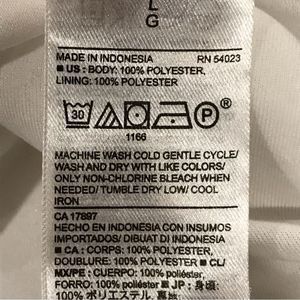 L
G
MADE IN INDONESIA RN 54023
■ US: BODY: 100% POLYESTER,
LINING: 100% POLYESTER
30
P®
1166
MACHINE WASH COLD GENTLE CYCLE/
WASH AND DRY WITH LIKE COLORS/
ONLY NON-CHLORINE BLEACH WHEN
NEEDED/ TUMBLE DRY LOW/ COOL
IRON
CA 17897
HECHO EN INDONESIA CON INSUMOS
IMPORTADOS/ DIBUAT DI INDONESIA
■ CA: CORPS: 100% POLYESTER,
DOUBLURE: 100% POLYESTER ■ CL/
MX/PE: CUERPO: 100% poliéster,
FORRO: 100% poliéster ■ JP: 身頃:
100% ポリエステル, 裏地: